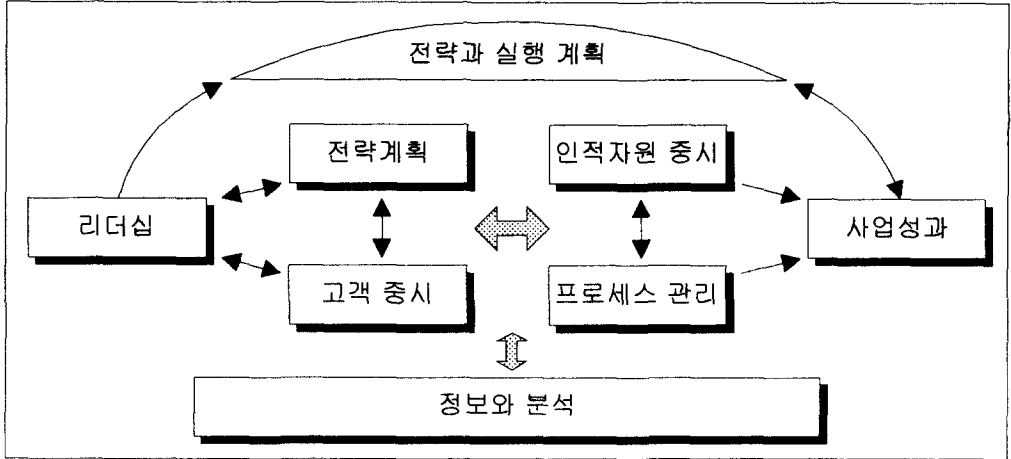 전략과 실행 계획
전략계획
인적자원 중시
리더십
사업성과
고객 중시
프로세스 관리
정보와 분석